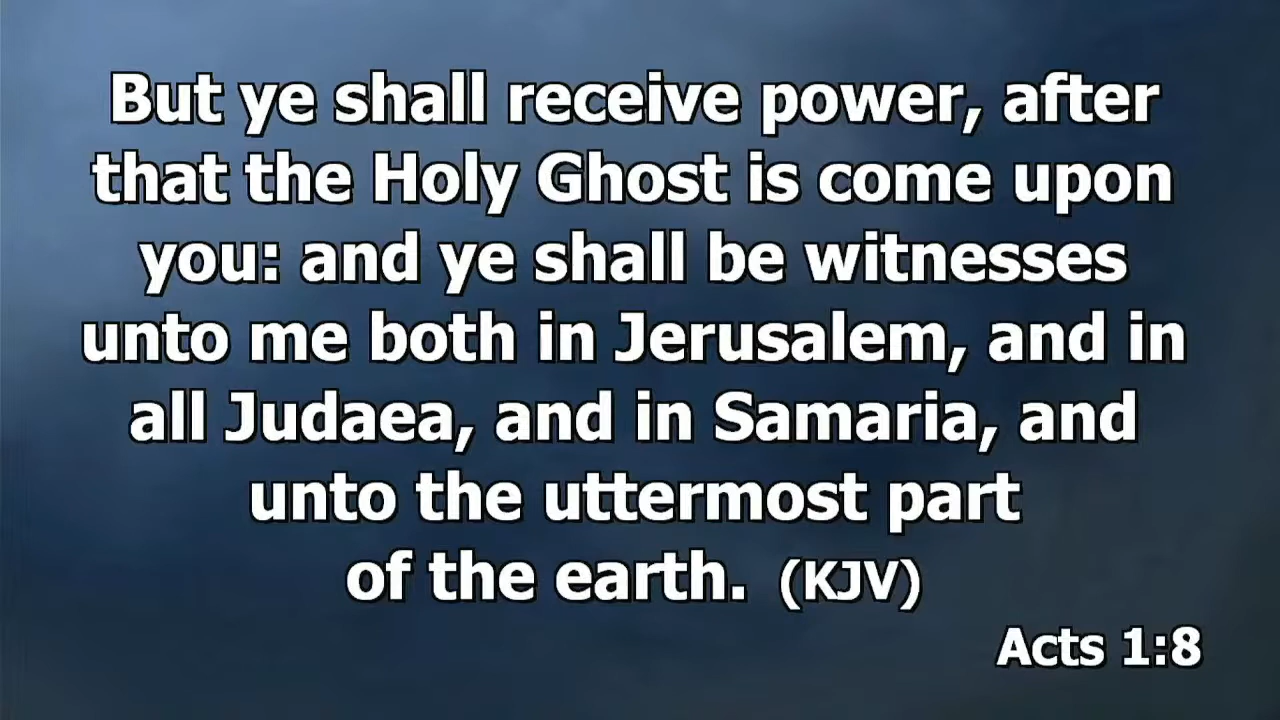 But ye shall receive power, after
that the Holy Ghost is come upon
you: and ye shall be witnesses
unto me both in Jerusalem, and in
all Judaea, and in Samaria, and
unto the uttermost part
of the earth. (KJV)
Acts 1:8